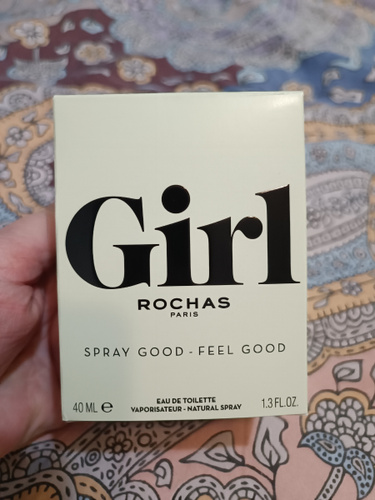 Girl
ROCHAS
PARIS
SPRAY GOOD - FEEL GOOD
40 ML ℮
EAU DE TOILETTE
VAPORISATEUR - NATURAL SPRAY
1.3 FL.OZ.